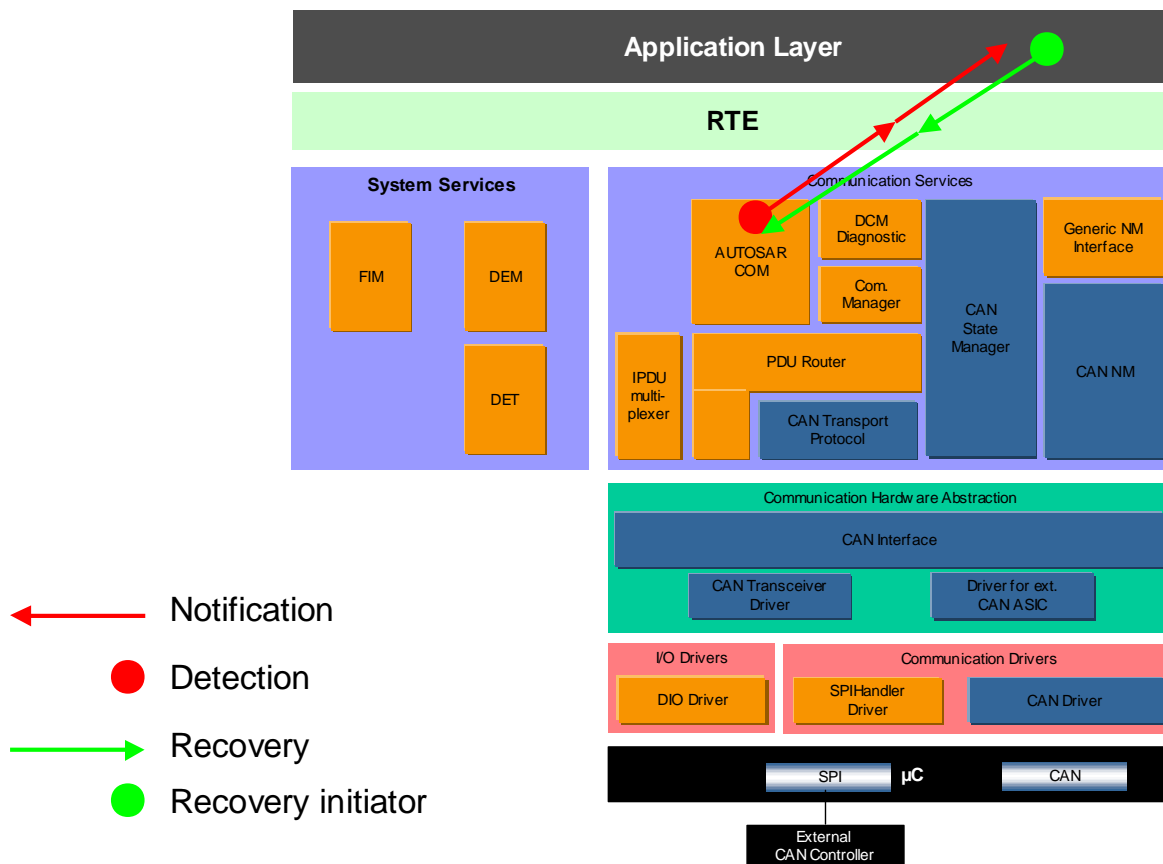 Application Layer
RTE
System Services
FIM
DEM
DET
Communication Services
AUTOSAR
COM
DCM
Diagnostic
Com.
Manager
CAN
State
Manager
Generic NM
Interface
CAN NM
IPDU
multi-
plexer
PDU Router
CAN Transport
Protocol
Communication Hardware Abstraction
CAN Interface
CAN Transceiver
Driver
Driver for ext.
CAN ASIC
I/O Drivers
DIO Driver
Communication Drivers
SPIHandler
Driver
CAN Driver
SPI
µC
CAN
External
CAN Controller
Notification
Detection
Recovery
Recovery initiator